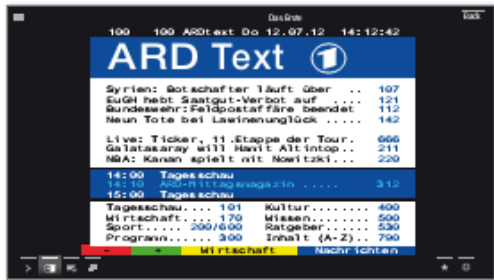 Das Erste
Back
100 100 ARDtext Do 12.07.12 14:12:42
ARD Text 1
Syrien: Botschafter läuft über .. 107
EuGH hebt Saatgut-Verbot auf .... 121
Bundeswehr:Feldpostaffäre beendet 112
Neun Tote bei Lawinenunglück .... 142
Live: Ticker, 11.Etappe der Tour. 666
Galatasaray will Hamit Altintop.. 211
NBA: Kaman spielt mit Nowitzki... 220
14:00 Tagesschau
14:10 ARD-Mittagsmagazin ..... 312
15:00 Tagesschau
Tagesschau.... 101 Kultur....... 400
Wirtschaft.... 170 Wissen....... 500
Sport..... 200/600 Ratgeber..... 530
Programm...... 300 Inhalt (A-Z).. 790
- + Wirtschaft Nachrichten